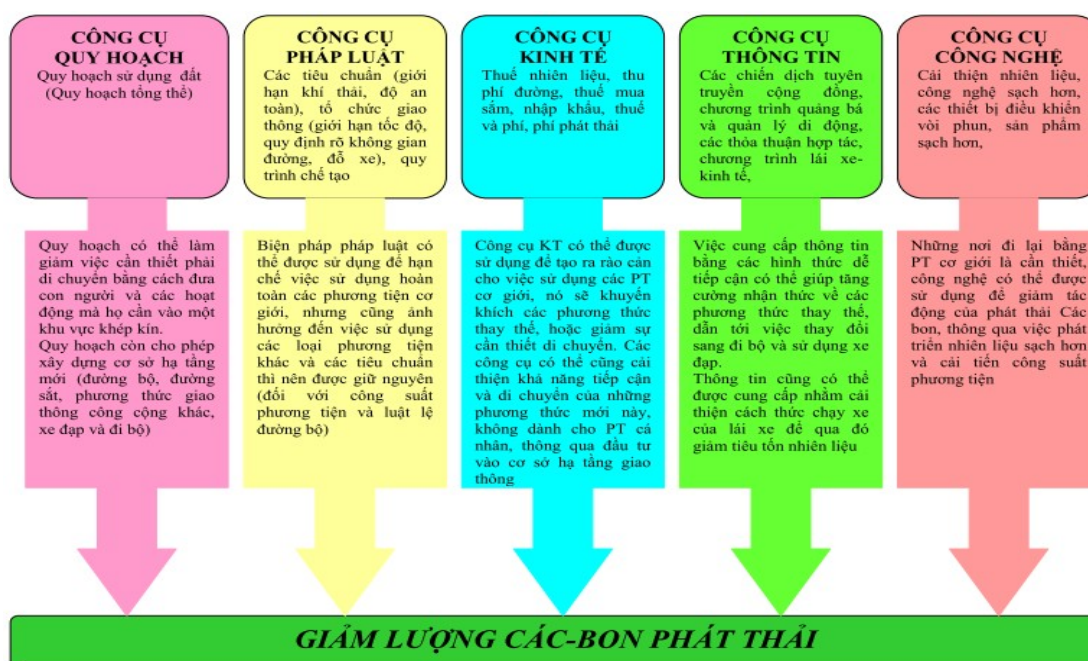 CÔNG CỤ
QUY HOẠCH
Quy hoạch sử dụng đất
(Quy hoạch tổng thể)
CÔNG CỤ
PHÁP LUẬT
Các tiêu chuẩn (giới
hạn khí thải, độ an
toàn), tổ chức giao
thông (giới hạn tốc độ,
quy định rõ không gian
đường, đỗ xe), quy
trình chế tạo
CÔNG CỤ
KINH TẾ
Thuế nhiên liệu, thu
phí đường, thuế mua
sắm, nhập khẩu, thuế
và phí, phí phát thải
CÔNG CỤ
THÔNG TIN
Các chiến dịch tuyên
truyền cộng đồng,
chương trình quảng bá
và quản lý di động,
các thỏa thuận hợp tác,
chương trình lái xe-
kinh tế,
CÔNG CỤ
CÔNG NGHỆ
Cải thiện nhiên liệu,
công nghệ sạch hơn,
các thiết bị điều khiển
vòi phun, sản phẩm
sạch hơn,
Quy hoạch có thể làm
giảm việc cần thiết phải
di chuyển bằng cách đưa
con người và các hoạt
động mà họ cần vào một
khu vực khép kín.
Quy hoạch còn cho phép
xây dựng cơ sở hạ tầng
mới (đường bộ, đường
sắt, phương thức giao
thông công cộng khác,
xe đạp và đi bộ)
Biện pháp pháp luật có
thể được sử dụng để hạn
chế việc sử dụng hoàn
toàn các phương tiện cơ
giới, nhưng cũng ảnh
hưởng đến việc sử dụng
các loại phương tiện
khác và các tiêu chuẩn
thì nên được giữ nguyên
(đối với công suất
phương tiện và luật lệ
đường bộ)
Công cụ KT có thể được
sử dụng để tạo ra rào cản
cho việc sử dụng các PT
cơ giới, nó sẽ khuyến
khích các phương thức
thay thế, hoặc giảm sự
cần thiết di chuyển. Các
công cụ có thể cũng cải
thiện khả năng tiếp cận
và di chuyển của những
phương thức mới này,
không dành cho PT cá
nhân, thông qua đầu tư
vào cơ sở hạ tầng giao
thông
Việc cung cấp thông tin
bằng các hình thức dễ
tiếp cận có thể giúp tăng
cường nhận thức về các
phương thức thay thế,
dẫn tới việc thay đổi
sang đi bộ và sử dụng xe
đạp.
Thông tin cũng có thể
được cung cấp nhằm cải
thiện cách thức chạy xe
của lái xe để qua đó
giảm tiêu tốn nhiên liệu
Những nơi đi lại bằng
PT cơ giới là cần thiết,
công nghệ có thể được
sử dụng để giảm tác
động của phát thải Các
bon, thông qua việc phát
triển nhiên liệu sạch hơn
và cải tiến công suất
phương tiện
GIẢM LƯỢNG CÁC-BON PHÁT THẢI